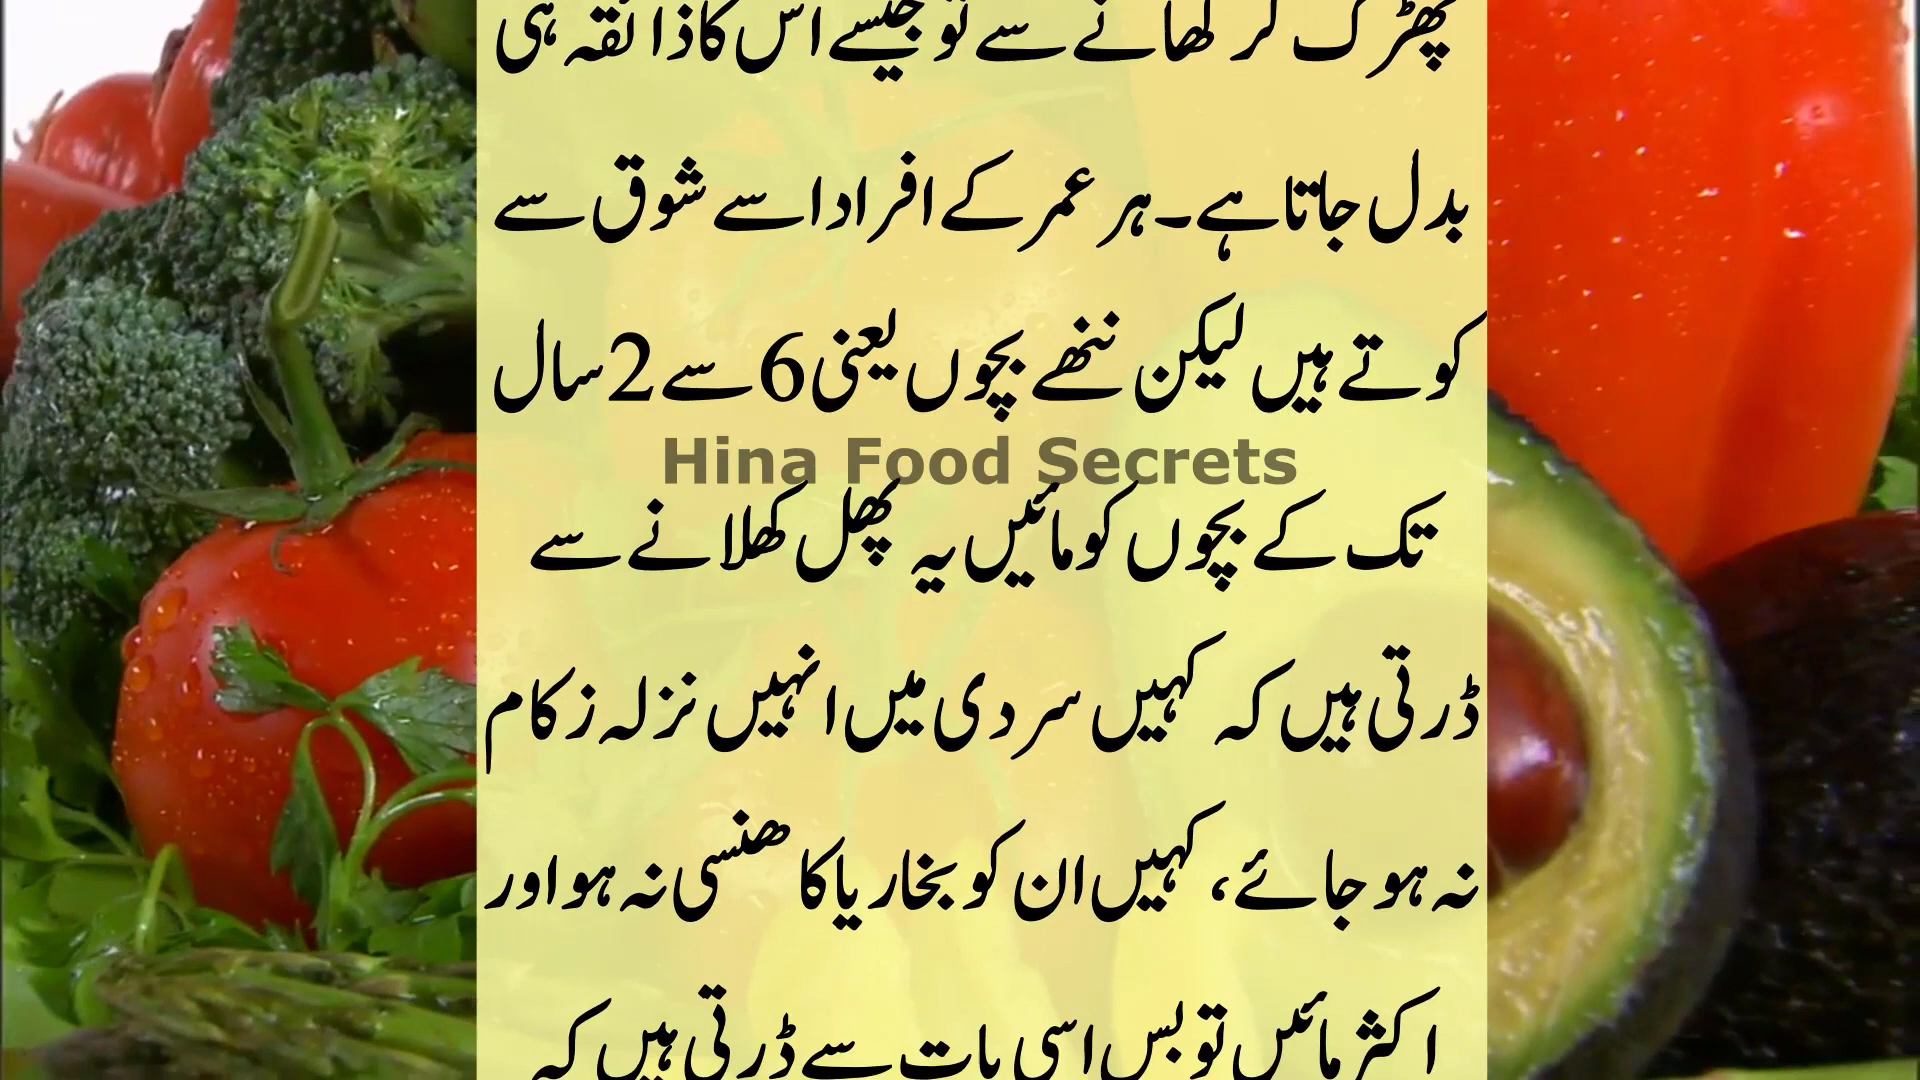 چھڑک کر کھانے سے تو جیسے اس کا ذائقہ ہی
بدل جاتا ہے۔ ہر عمر کے افراد اسے شوق سے
کوتے ہیں لیکن ننھے بچوں یعنی 6 سے 2 سال
Hina Food Secrets
تک کے بچوں کو مائیں یہ پھل کھلانے سے
ڈرتی ہیں کہ کہیں سردی میں انہیں نزلہ زکام
نہ ہو جائے، کہیں ان کو بخار یا کا ھنسی نہ ہو اور
اکثر مائیں تو بس اسی بات سے ڈرتی ہیں کہ